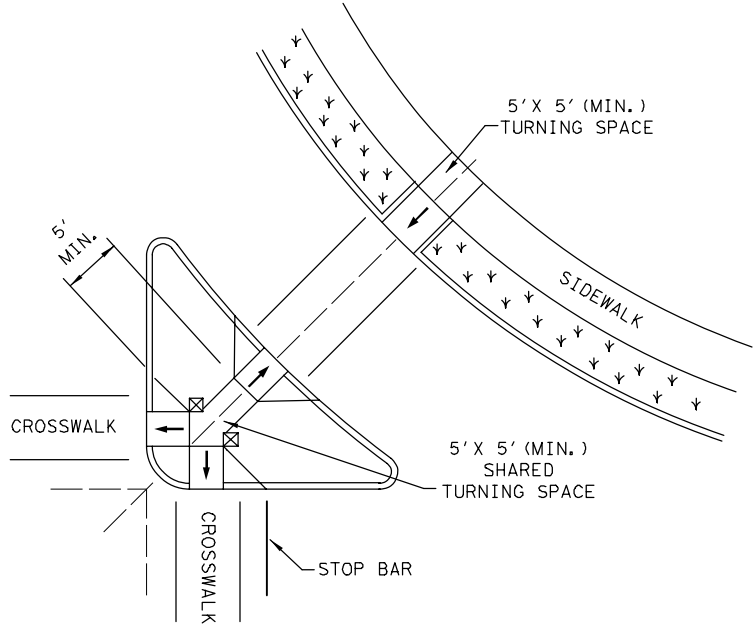 5' X 5' (MIN.)
TURNING SPACE
5'
MIN.
SIDEWALK
CROSSWALK
5' X 5' (MIN.)
SHARED
TURNING SPACE
CROSSWALK
STOP BAR